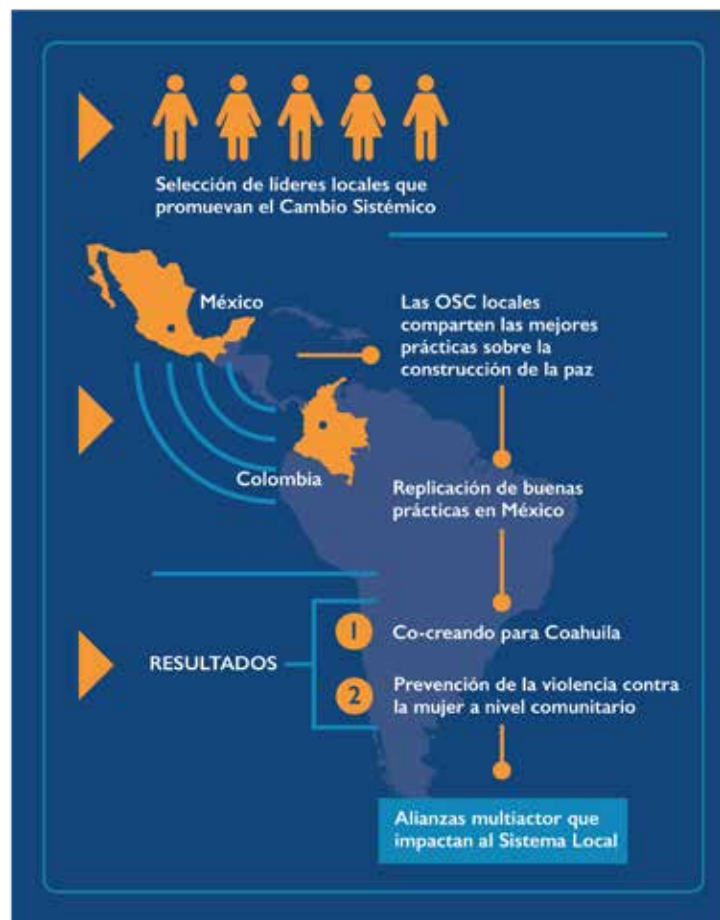 Selección de líderes locales que
promuevan el Cambio Sistémico
México
Las OSC locales
comparten las mejores
prácticas sobre la
construcción de la paz
Colombia
Replicación de buenas
prácticas en México
RESULTADOS
1 Co-creando para Coahuila
2 Prevención de la violencia contra
la mujer a nivel comunitario
Alianzas multiactor que
impactan al Sistema Local